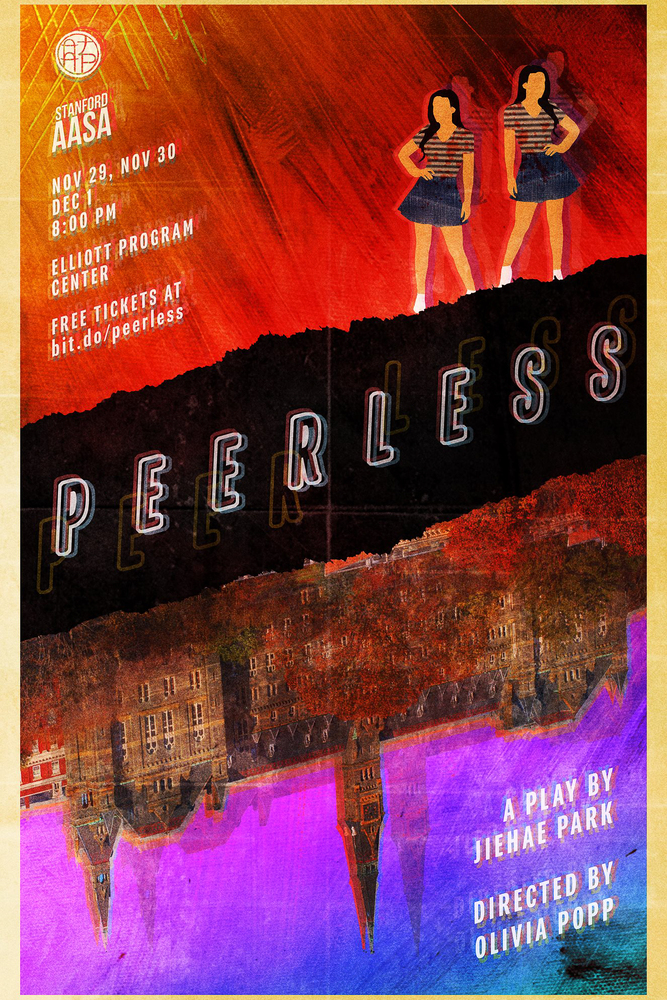 STANFORD
AASA
NOV 29, NOV 30
DEC 1
8:00 PM
ELLIOTT PROGRAM
CENTER
FREE TICKETS AT
bit.do/peerless
PEERLESS
A PLAY BY
JIEHAE PARK
DIRECTED BY
OLIVIA POPP